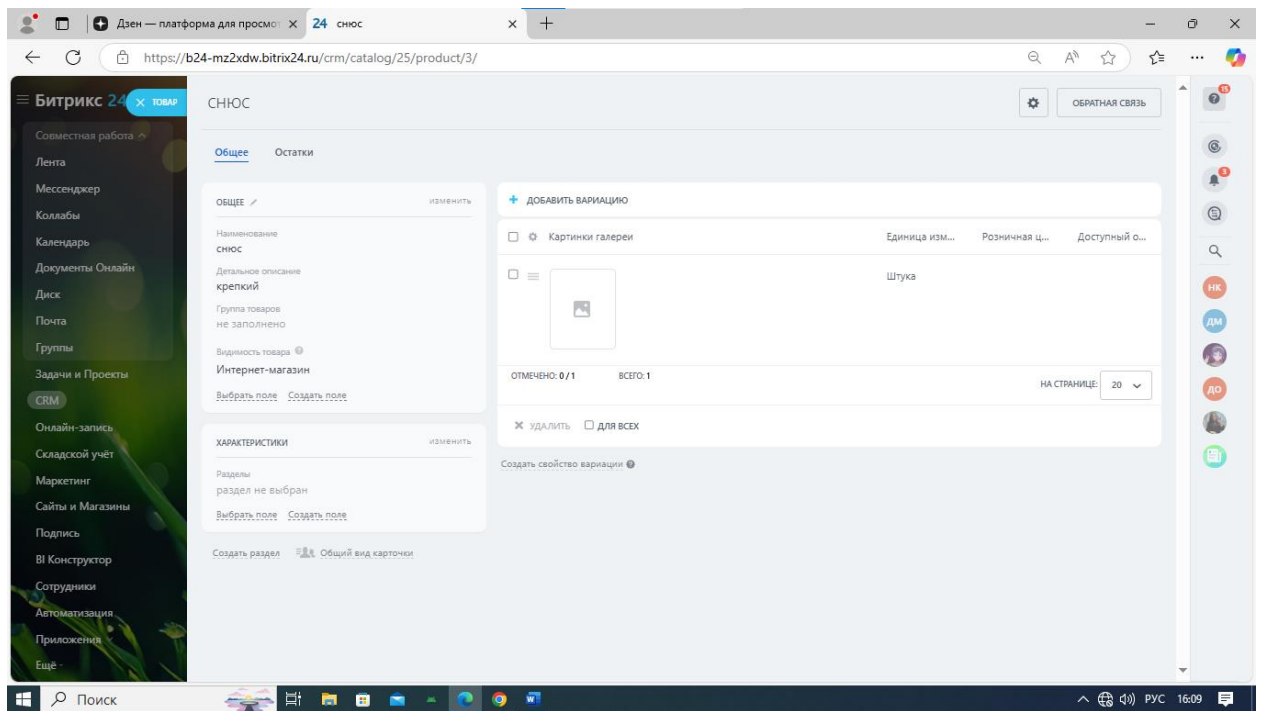 Дзен — платформа для просмот
24 снюс
https://b24-mz2xdw.bitrix24.ru/crm/catalog/25/product/3/
Битрикс 24
ТОВАР
СНЮС
ОБРАТНАЯ СВЯЗЬ
15
Совместная работа
Лента
Мессенджер
Коллабы
Календарь
Документы Онлайн
Диск
Почта
Группы
Задачи и Проекты
CRM
Онлайн-запись
Складской учёт
Маркетинг
Сайты и Магазины
Подпись
BI Конструктор
Сотрудники
Автоматизация
Приложения
Ещё
Общее Остатки
ОБЩЕЕ изменить
Наименование
снюс
Детальное описание
крепкий
Группа товаров
не заполнено
Видимость товара
Интернет-магазин
Выбрать поле Создать поле
ХАРАКТЕРИСТИКИ изменить
Разделы
раздел не выбран
Выбрать поле Создать поле
Создать раздел Общий вид карточки
+ ДОБАВИТЬ ВАРИАЦИЮ
Картинки галереи Единица изм... Розничная ц... Доступный о...
Штука
ОТМЕЧЕНО: 0 / 1 ВСЕГО: 1 НА СТРАНИЦЕ: 20
УДАЛИТЬ ДЛЯ ВСЕХ
Создать свойство вариации
3
НК
ДМ
ДО
Поиск
РУС 16:09